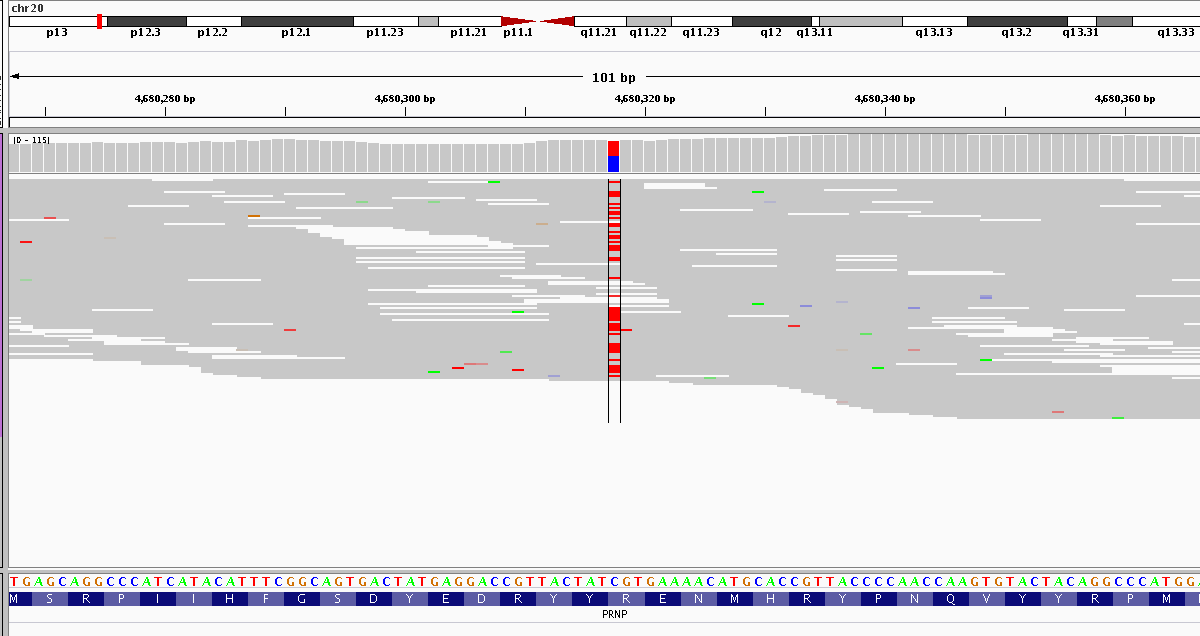 chr20
p13 p12.3 p12.2 p12.1 p11.23 p11.21 p11.1 q11.21 q11.22 q11.23 q12 q13.11 q13.13 q13.2 q13.31 q13.33
101 bp
4,680,280 bp 4,680,300 bp 4,680,320 bp 4,680,340 bp 4,680,360 bp
[0 - 115]
TGAGCAGGCCCATCATACATTTCGGCAGTGACTATGAGGACCGTTACTATCGTGAAAACATGCACCGTTACCCCAACCAAGTGTACTACAGGCCCATGG
M S R P I I H F G S D Y E D R Y Y R E N M H R Y P N Q V Y Y R P M
PRNP